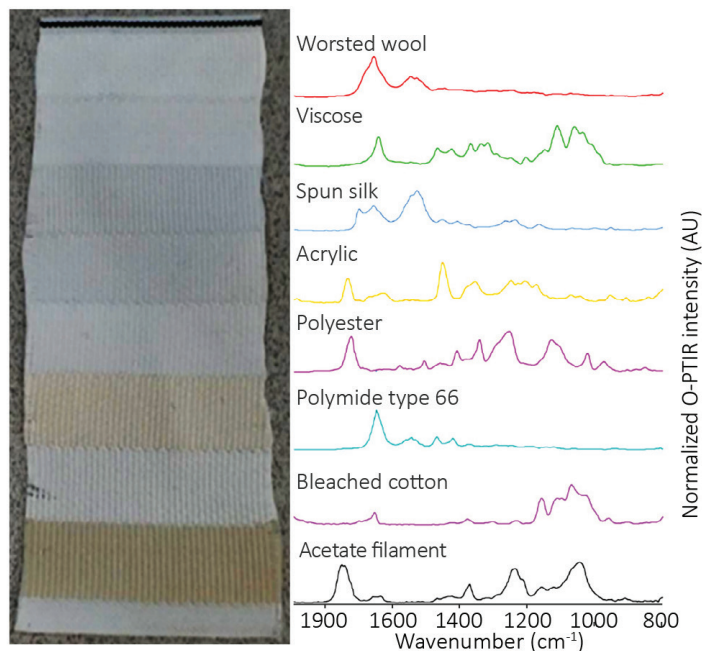 Worsted wool
Viscose
Spun silk
Acrylic
Polyester
Polymide type 66
Bleached cotton
Acetate filament
1900 1600 1400 1200 1000 800
Wavenumber (cm-1)
Normalized O-PTIR intensity (AU)